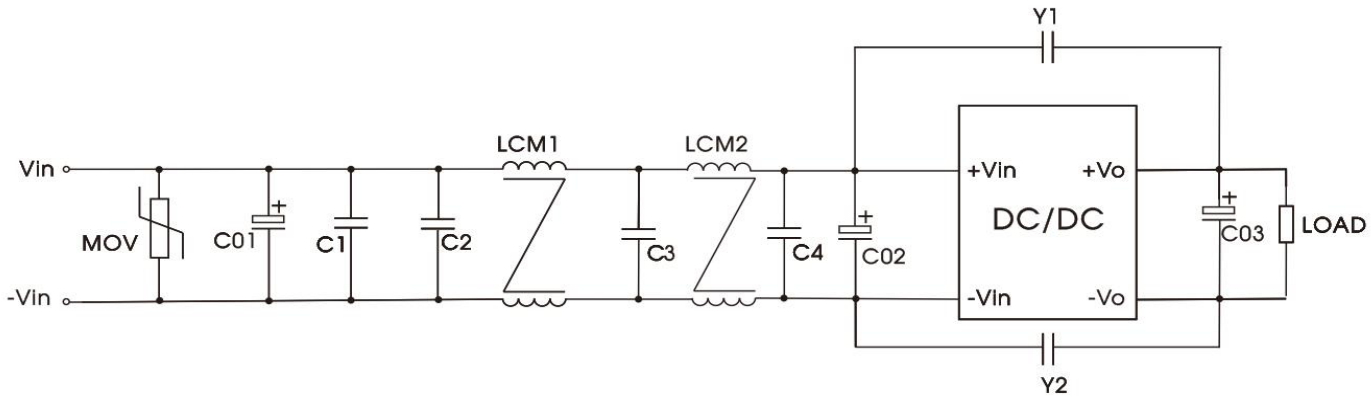 Y1
LCM1
LCM2
Vin
+Vin
+Vo
MOV
+
C01
C1
C2
C3
C4
+
C02
DC/DC
+
C03
LOAD
-Vin
-Vin
-Vo
Y2